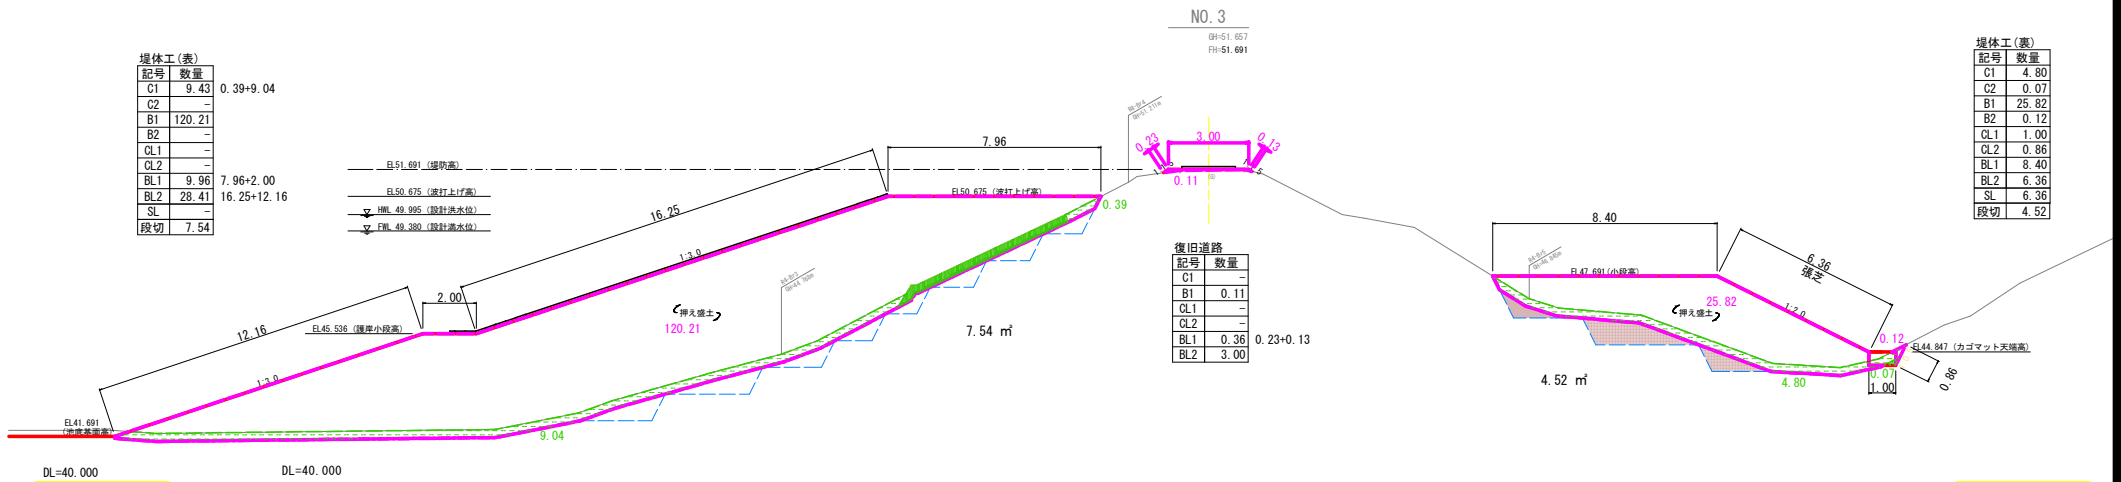 NO. 3
GH=51.657
FH=51.691
堤体工(表)
記号 数量
C1 9.43 0.39+9.04
C2 -
B1 120.21
B2 -
CL1 -
CL2 -
BL1 9.96 7.96+2.00
BL2 28.41 16.25+12.16
SL -
段切 7.54
堤体工(裏)
記号 数量
C1 4.80
C2 0.07
B1 25.82
B2 0.12
CL1 1.00
CL2 0.86
BL1 8.40
BL2 6.36
SL 6.36
段切 4.52
復旧道路
記号 数量
C1 -
B1 0.11
CL1 -
CL2 -
BL1 0.36 0.23+0.13
BL2 3.00
EL51.691 (堤防高)
EL50.675 (波打上げ高)
HWL 49.995 (設計洪水位)
FWL 49.380 (設計満水位)
EL50.675 (波打上げ高)
7.96
16.25
1:3.0
2.00
12.16
1:3.0
EL45.536 (護岸小段高)
EL41.691
(池底基面高)
押え盛土
120.21
7.54 ㎡
9.04
0.39
0.23
3.00
0.13
0.11
8.40
EL47.691(小段高)
6.36
張芝
1:2.0
25.82
押え盛土
0.12
EL44.847 (カゴマット天端高)
0.07
1.00
0.86
4.80
4.52 ㎡
DL=40.000
DL=40.000